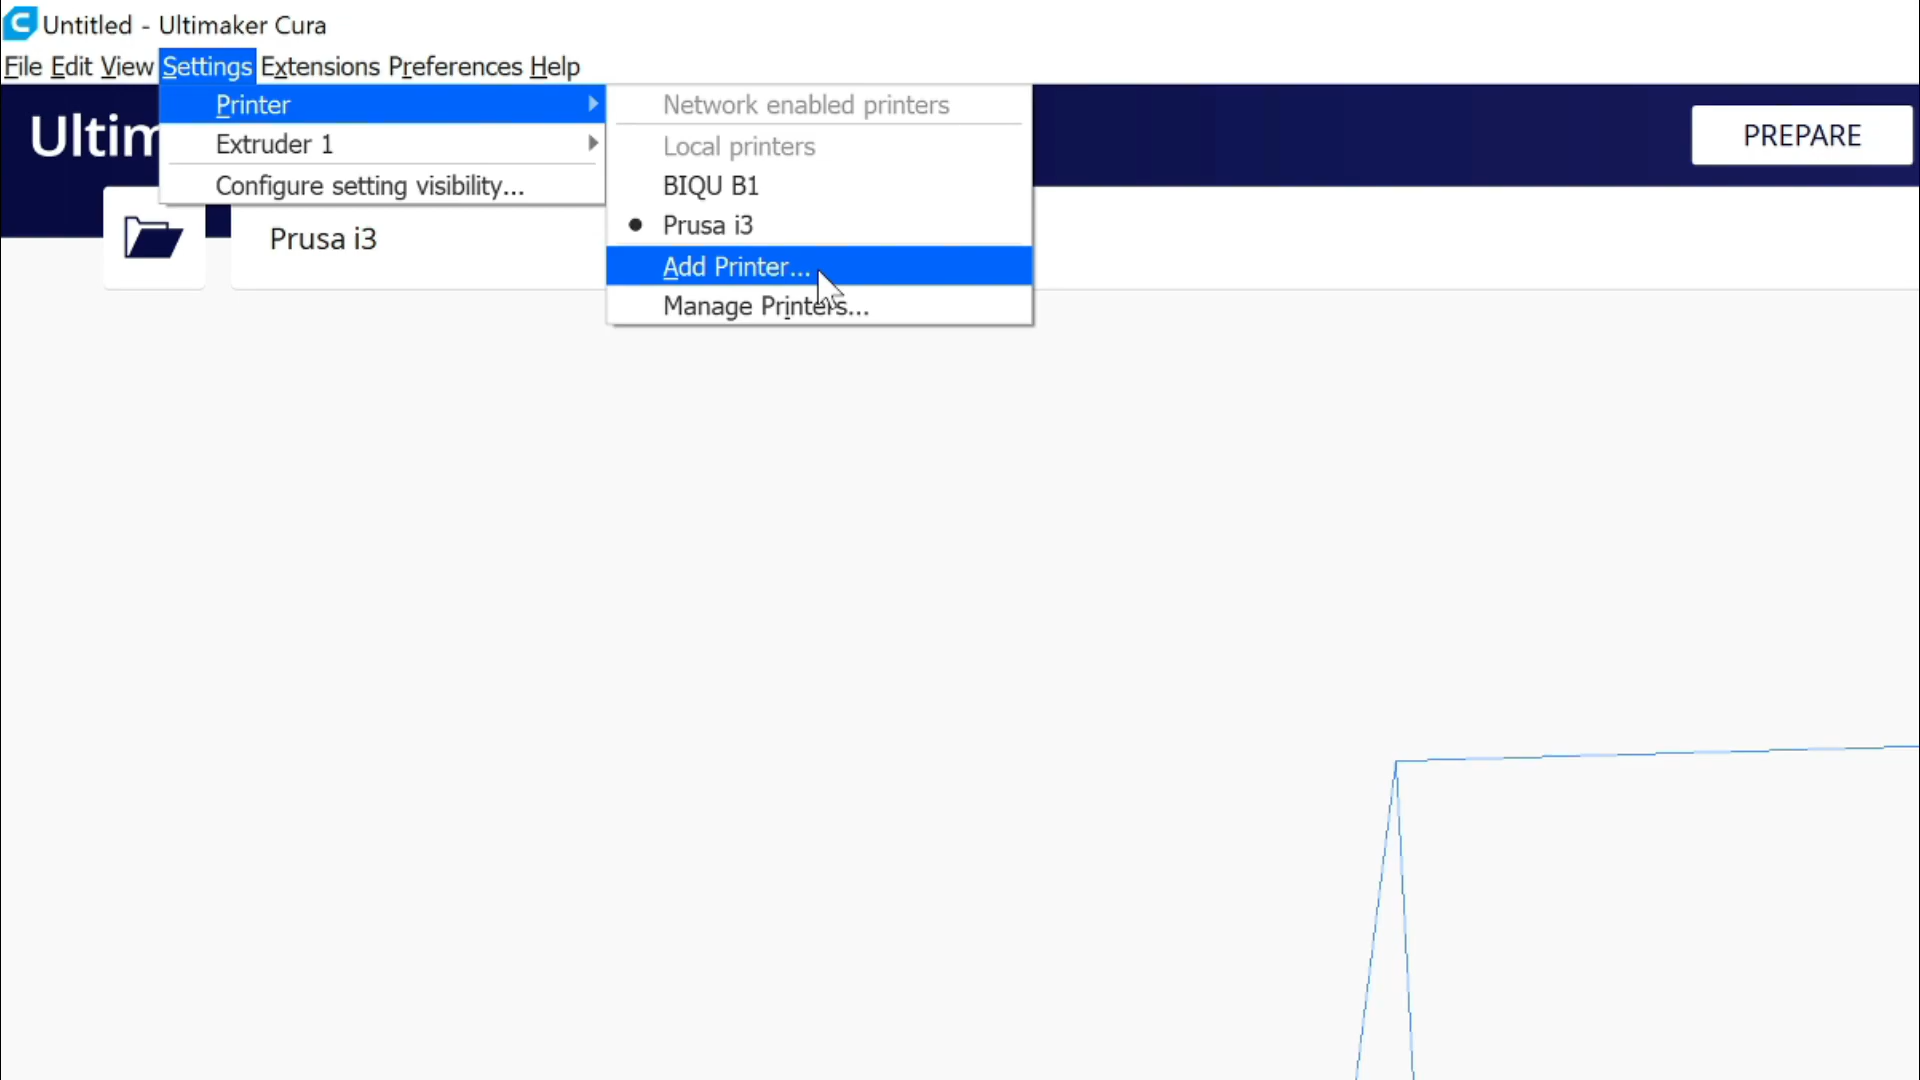 Untitled - Ultimaker Cura
File Edit View Settings Extensions Preferences Help
Printer
Extruder 1
Configure setting visibility...
Network enabled printers
Local printers
BIQU B1
Prusa i3
Add Printer...
Manage Printers...
Ultim
PREPARE
Prusa i3